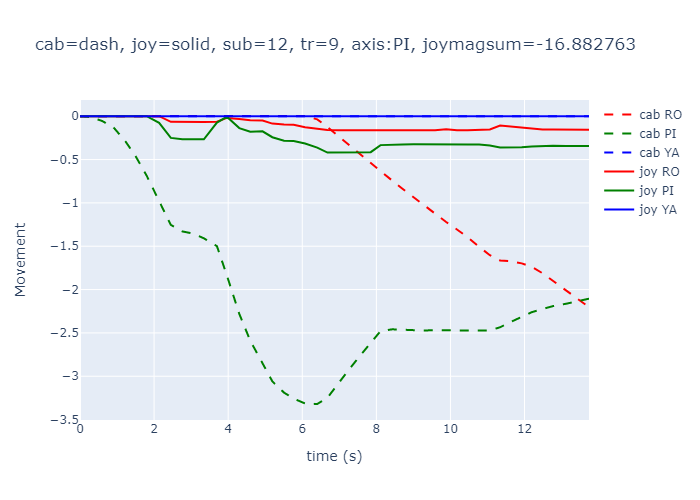 cab=dash, joy=solid, sub=12, tr=9, axis:PI, joymagsum=-16.882763
0
−0.5
−1
−1.5
−2
−2.5
−3
−3.5
Movement
0
2
4
6
8
10
12
time (s)
cab RO
cab PI
cab YA
joy RO
joy PI
joy YA